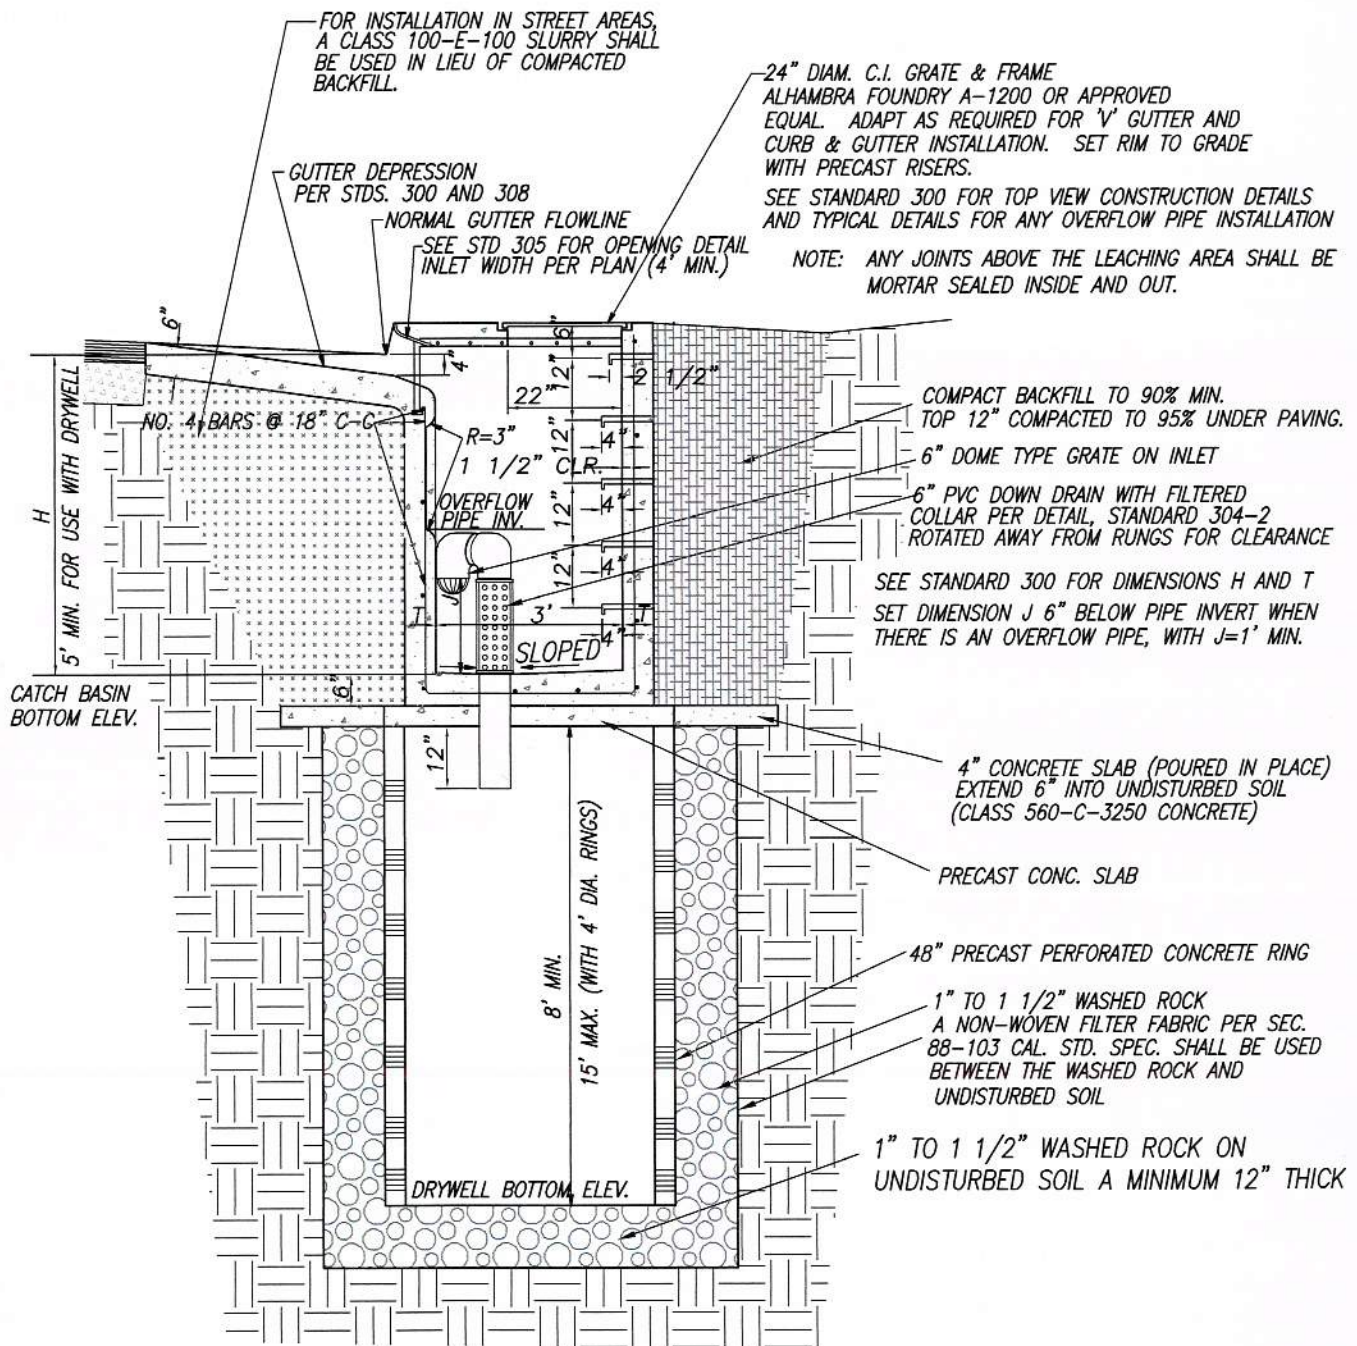 FOR INSTALLATION IN STREET AREAS,
A CLASS 100-E-100 SLURRY SHALL
BE USED IN LIEU OF COMPACTED
BACKFILL.
24" DIAM. C.I. GRATE & FRAME
ALHAMBRA FOUNDRY A-1200 OR APPROVED
EQUAL. ADAPT AS REQUIRED FOR 'V' GUTTER AND
CURB & GUTTER INSTALLATION. SET RIM TO GRADE
WITH PRECAST RISERS.
SEE STANDARD 300 FOR TOP VIEW CONSTRUCTION DETAILS
AND TYPICAL DETAILS FOR ANY OVERFLOW PIPE INSTALLATION
NOTE: ANY JOINTS ABOVE THE LEACHING AREA SHALL BE
MORTAR SEALED INSIDE AND OUT.
GUTTER DEPRESSION
PER STDS. 300 AND 308
NORMAL GUTTER FLOWLINE
SEE STD 305 FOR OPENING DETAIL
INLET WIDTH PER PLAN (4' MIN.)
6"
6"
4"
12"
2 1/2"
22"
NO. 4 BARS @ 18" C-C
R=3"
1 1/2" CLR.
12"
4"
OVERFLOW
PIPE INV.
12"
4"
12"
4"
H
5' MIN. FOR USE WITH DRYWELL
J
T
3'
T
4"
SLOPED
6"
CATCH BASIN
BOTTOM ELEV.
COMPACT BACKFILL TO 90% MIN.
TOP 12" COMPACTED TO 95% UNDER PAVING.
6" DOME TYPE GRATE ON INLET
6" PVC DOWN DRAIN WITH FILTERED
COLLAR PER DETAIL, STANDARD 304-2
ROTATED AWAY FROM RUNGS FOR CLEARANCE
SEE STANDARD 300 FOR DIMENSIONS H AND T
SET DIMENSION J 6" BELOW PIPE INVERT WHEN
THERE IS AN OVERFLOW PIPE, WITH J=1' MIN.
12"
4" CONCRETE SLAB (POURED IN PLACE)
EXTEND 6" INTO UNDISTURBED SOIL
(CLASS 560-C-3250 CONCRETE)
PRECAST CONC. SLAB
8' MIN.
15' MAX. (WITH 4' DIA. RINGS)
48" PRECAST PERFORATED CONCRETE RING
1" TO 1 1/2" WASHED ROCK
A NON-WOVEN FILTER FABRIC PER SEC.
88-103 CAL. STD. SPEC. SHALL BE USED
BETWEEN THE WASHED ROCK AND
UNDISTURBED SOIL
1" TO 1 1/2" WASHED ROCK ON
UNDISTURBED SOIL A MINIMUM 12" THICK
DRYWELL BOTTOM ELEV.